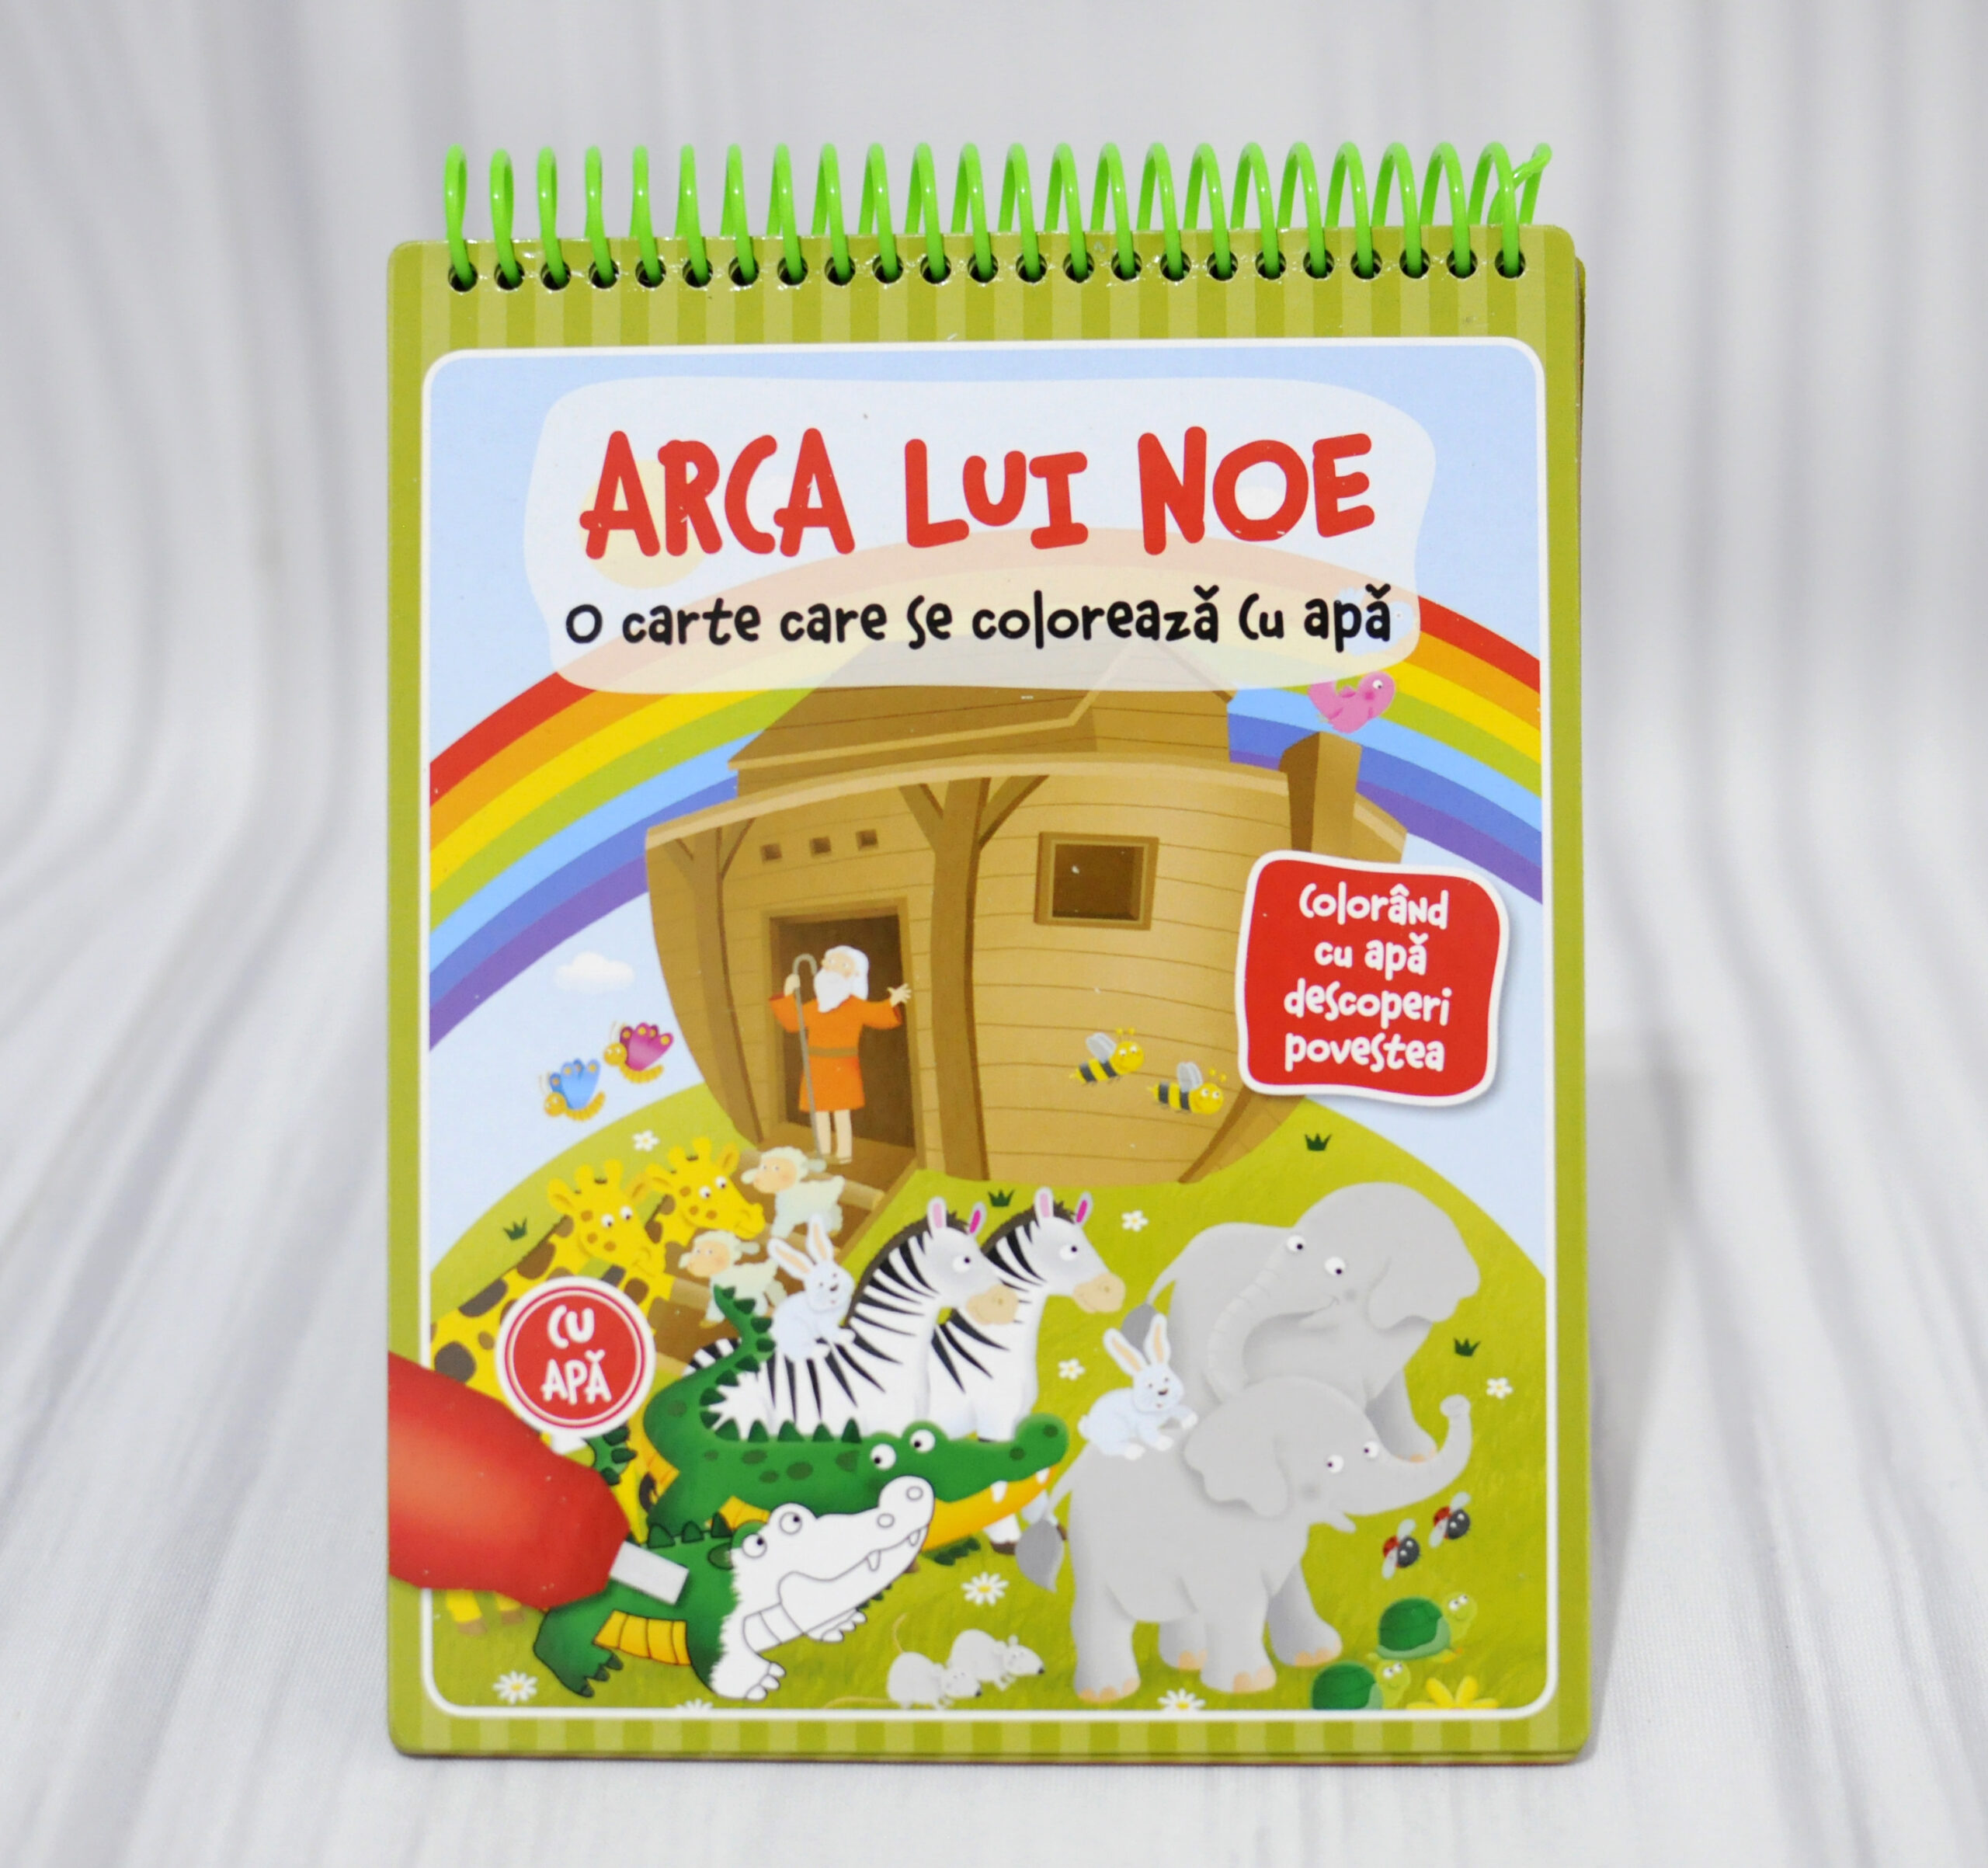 ARCA LUI NOE
O carte care se colorează cu apă
Colorând
cu apă
descoperi
povestea
CU
APĂ